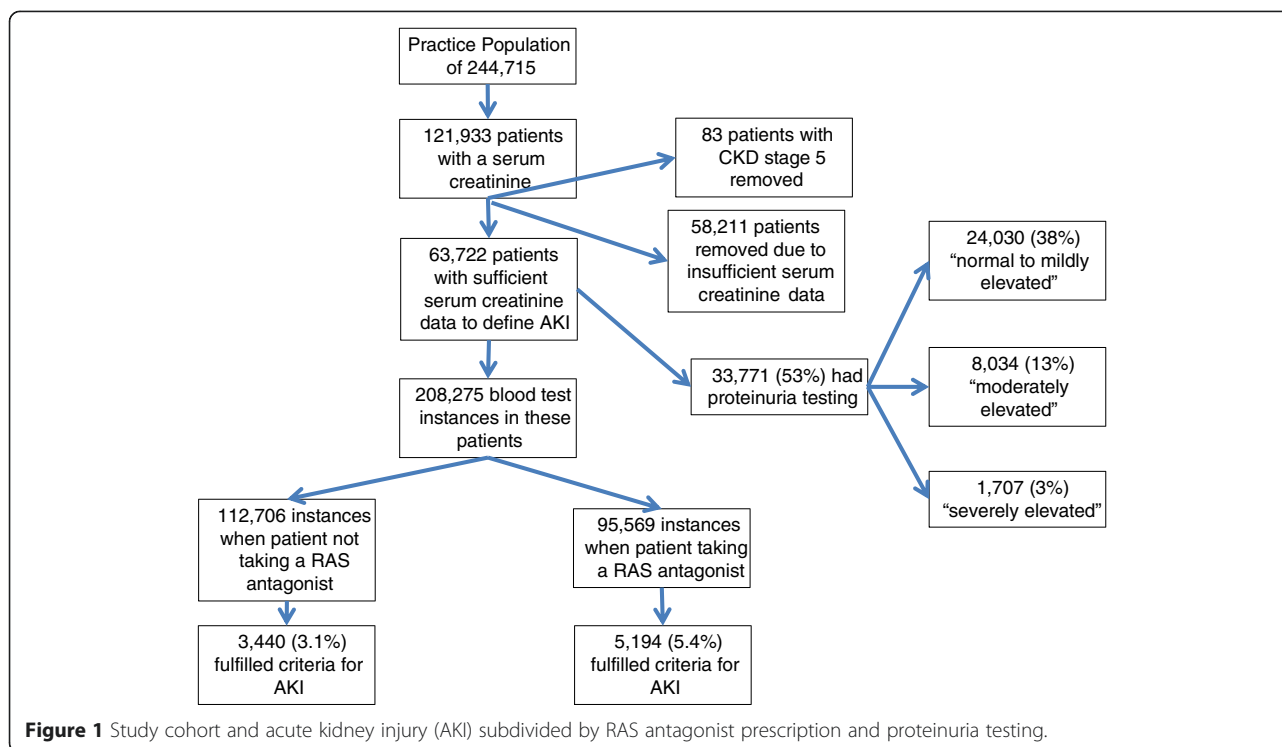 Practice Population
of 244,715
121,933 patients
with a serum
creatinine
83 patients with
CKD stage 5
removed
58,211 patients
removed due to
insufficient serum
creatinine data
63,722 patients
with sufficient
serum creatinine
data to define AKI
24,030 (38%)
“normal to mildly
elevated”
33,771 (53%) had
proteinuria testing
8,034 (13%)
“moderately
elevated”
1,707 (3%)
“severely elevated”
208,275 blood test
instances in these
patients
112,706 instances
when patient not
taking a RAS
antagonist
95,569 instances
when patient taking
a RAS antagonist
3,440 (3.1%)
fulfilled criteria for
AKI
5,194 (5.4%)
fulfilled criteria for
AKI
Figure 1 Study cohort and acute kidney injury (AKI) subdivided by RAS antagonist prescription and proteinuria testing.